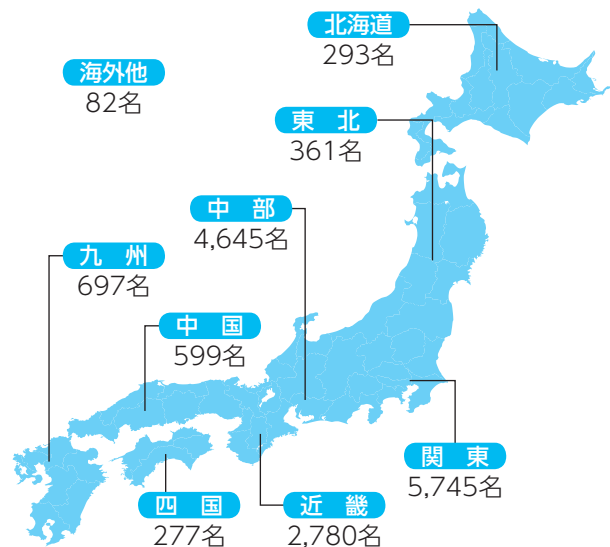 北海道
293名
海外他
82名
東北
361名
中部
4,645名
九州
697名
中国
599名
関東
5,745名
四国
277名
近畿
2,780名